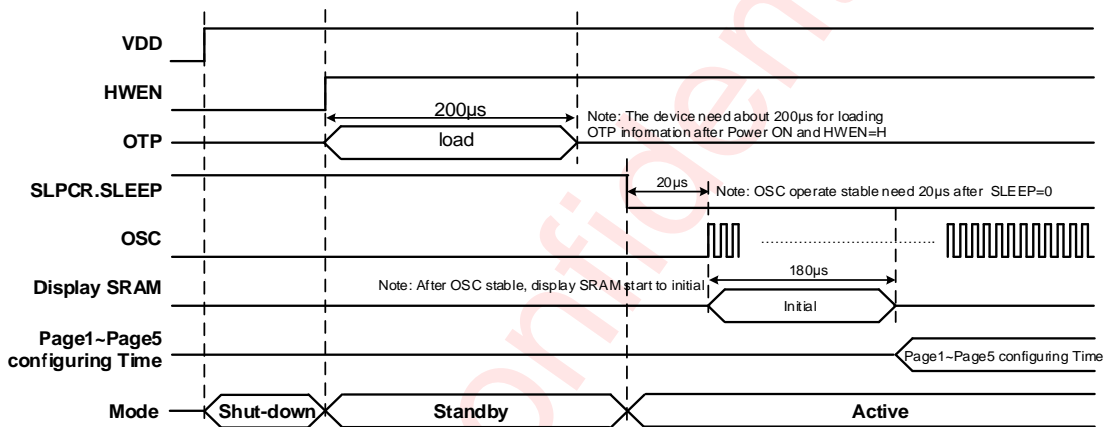 VDD
HWEN
200μs
Note: The device need about 200μs for loading
OTP information after Power ON and HWEN=H
OTP
load
SLPCR.SLEEP
20μs
Note: OSC operate stable need 20μs after SLEEP=0
OSC
180μs
Display SRAM
Note: After OSC stable, display SRAM start to initial
Initial
Page1~Page5
configuring Time
Page1~Page5 configuring Time
Mode
Shut-down
Standby
Active
onfiden